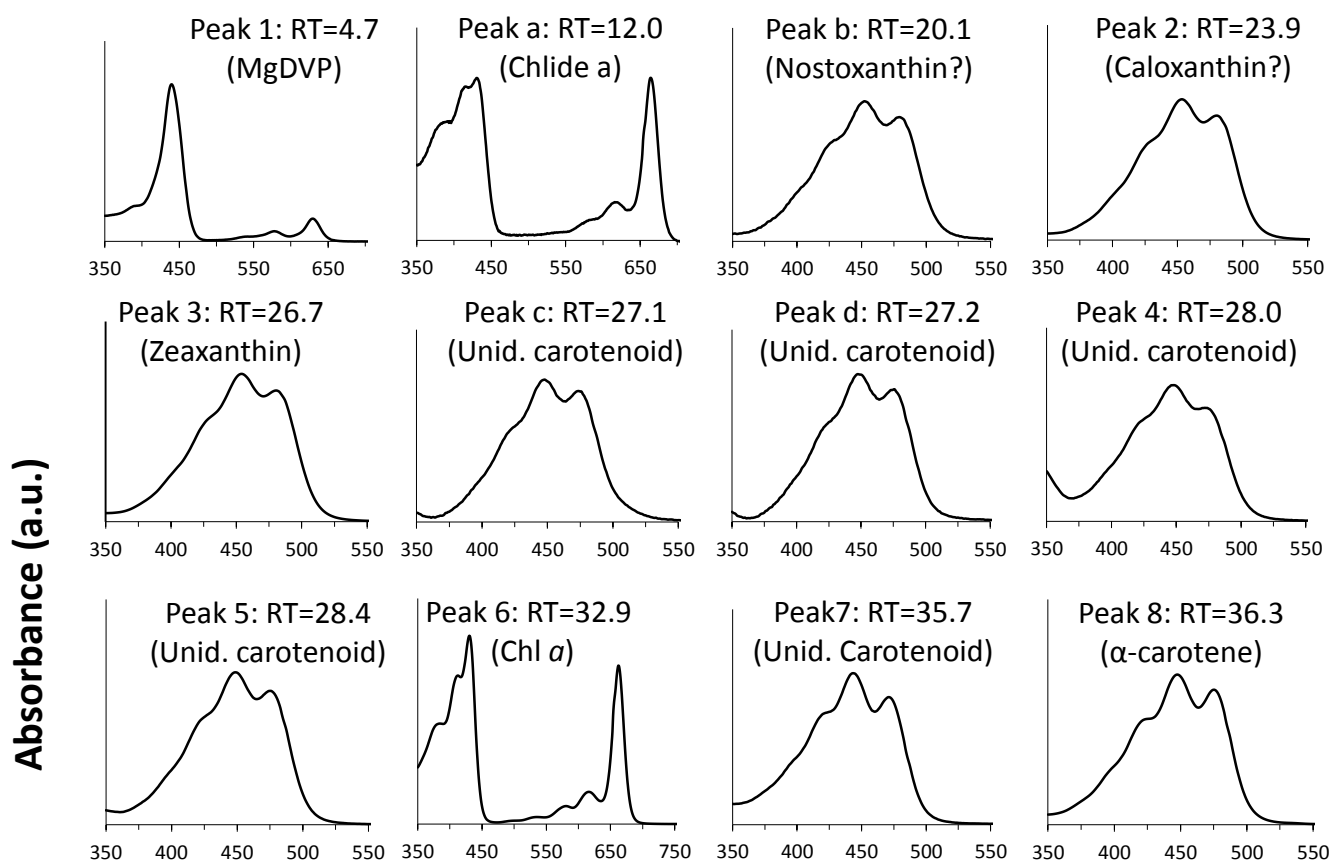 Peak 1: RT=4.7
(MgDVP)
Peak a: RT=12.0
(Chlide a)
Peak b: RT=20.1
(Nostoxanthin?)
Peak 2: RT=23.9
(Caloxanthin?)
350 450 550 650
350 450 550 650
350 400 450 500 550
350 400 450 500 550
Peak 3: RT=26.7
(Zeaxanthin)
Peak c: RT=27.1
(Unid. carotenoid)
Peak d: RT=27.2
(Unid. carotenoid)
Peak 4: RT=28.0
(Unid. carotenoid)
350 400 450 500 550
350 400 450 500 550
350 400 450 500 550
350 400 450 500 550
Absorbance (a.u.)
Peak 5: RT=28.4
(Unid. carotenoid)
Peak 6: RT=32.9
(Chl a)
Peak7: RT=35.7
(Unid. Carotenoid)
Peak 8: RT=36.3
(α-carotene)
350 400 450 500 550
350 450 550 650 750
350 400 450 500 550
350 400 450 500 550